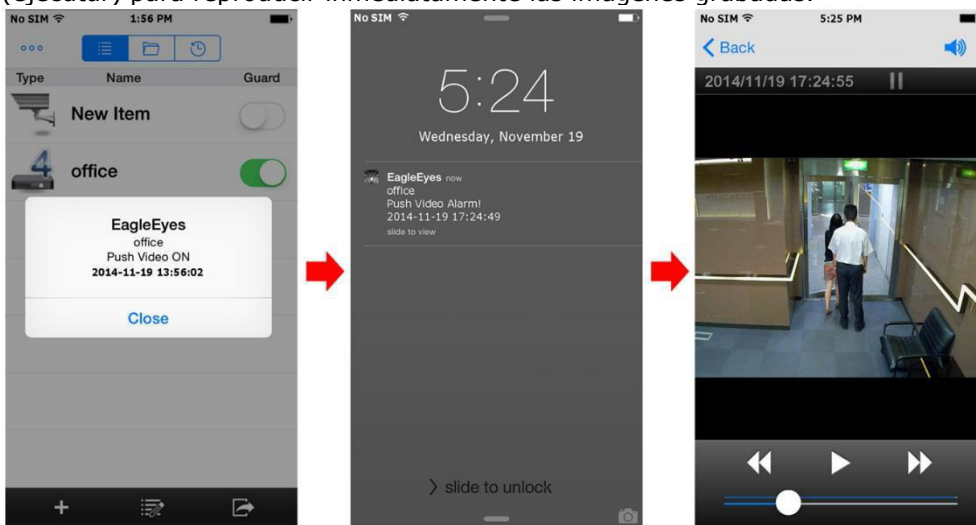 (ejecutar) para reproducir inmediatamente las imágenes grabadas.
No SIM 1:56 PM
Type Name Guard
New Item
4 office
EagleEyes
office
Push Video ON
2014-11-19 13:56:02
Close
No SIM
5:24
Wednesday, November 19
EagleEyes now
office
Push Video Alarm!
2014-11-19 17:24:49
slide to view
> slide to unlock
No SIM 5:25 PM
Back
2014/11/19 17:24:55